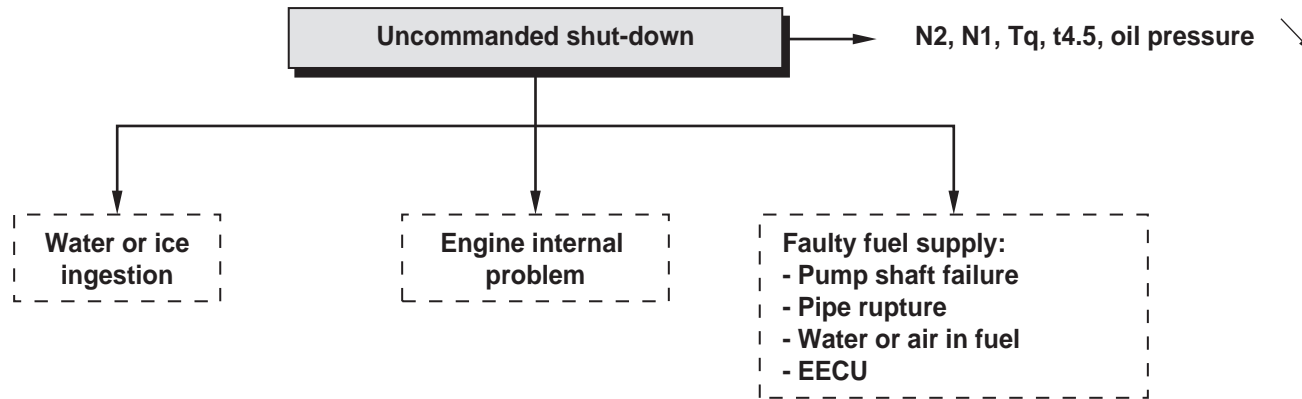 Uncommanded shut-down
N2, N1, Tq, t4.5, oil pressure
Water or ice
ingestion
Engine internal
problem
Faulty fuel supply:
- Pump shaft failure
- Pipe rupture
- Water or air in fuel
- EECU